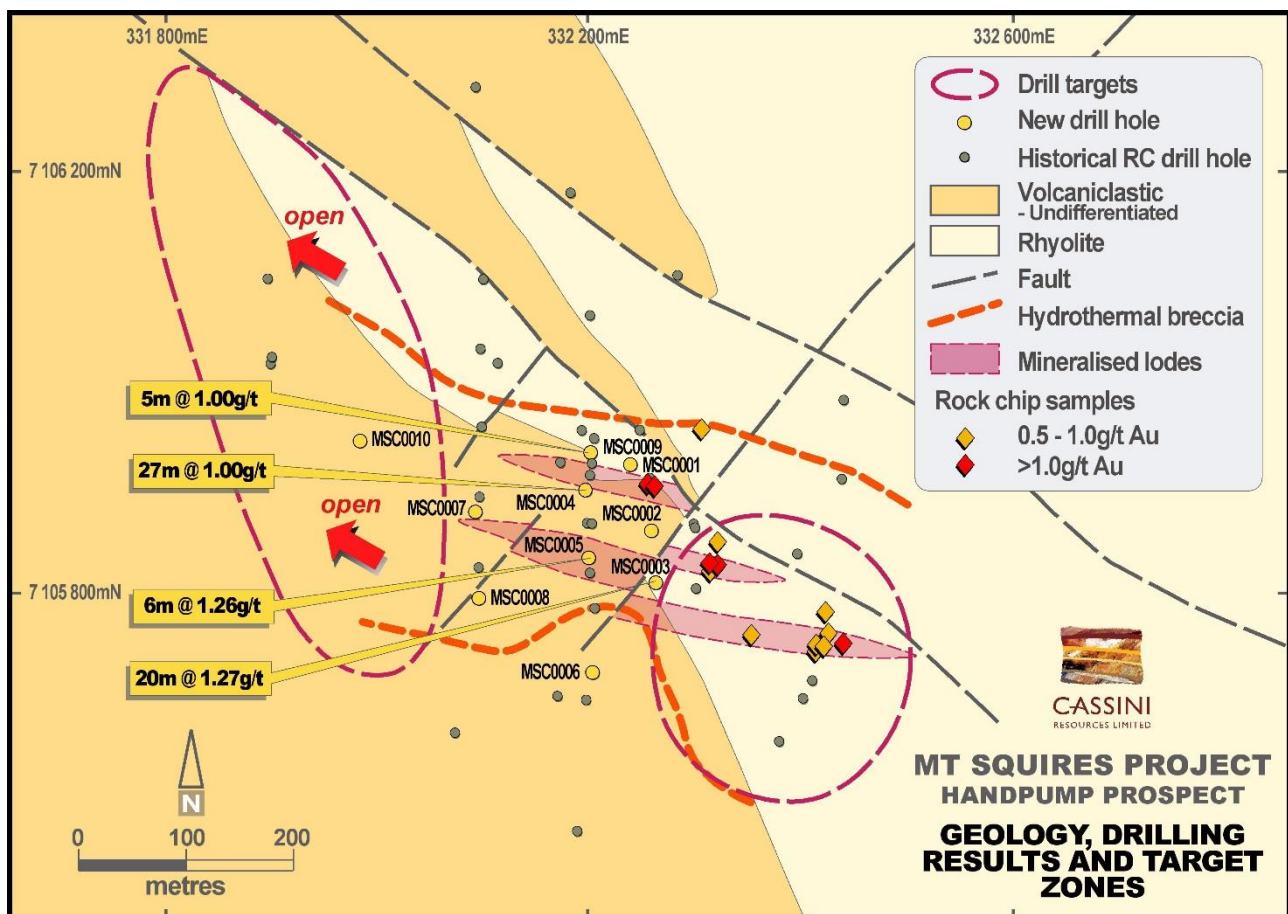 331 800mE
332 200mE
332 600mE
7 106 200mN
7 105 800mN
open
open
5m @ 1.00g/t
27m @ 1.00g/t
6m @ 1.26g/t
20m @ 1.27g/t
MSC0010
MSC0009
MSC0001
MSC0004
MSC0007
MSC0002
MSC0005
MSC0003
MSC0008
MSC0006
Drill targets
New drill hole
Historical RC drill hole
Volcaniclastic
- Undifferentiated
Rhyolite
Fault
Hydrothermal breccia
Mineralised lodes
Rock chip samples
0.5 - 1.0g/t Au
>1.0g/t Au
N
0 100 200
metres
CASSINI
RESOURCES LIMITED
MT SQUIRES PROJECT
HANDPUMP PROSPECT
GEOLOGY, DRILLING
RESULTS AND TARGET
ZONES